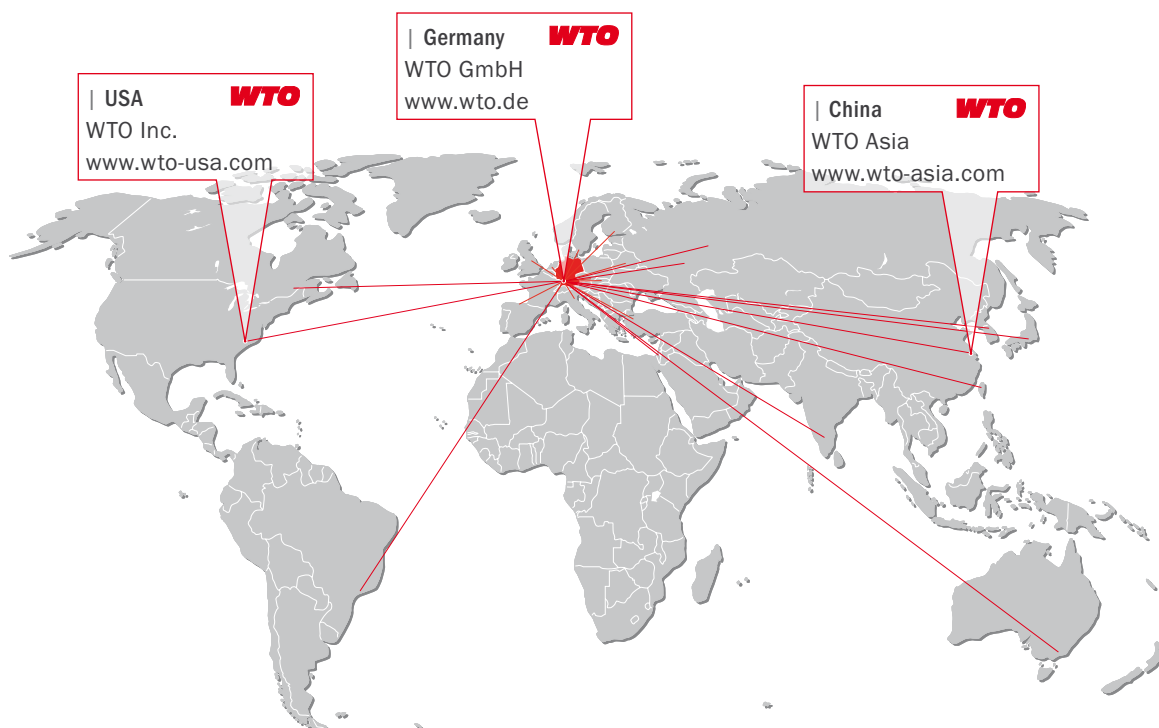 | USA WTO
WTO Inc.
www.wto-usa.com
| Germany WTO
WTO GmbH
www.wto.de
| China WTO
WTO Asia
www.wto-asia.com